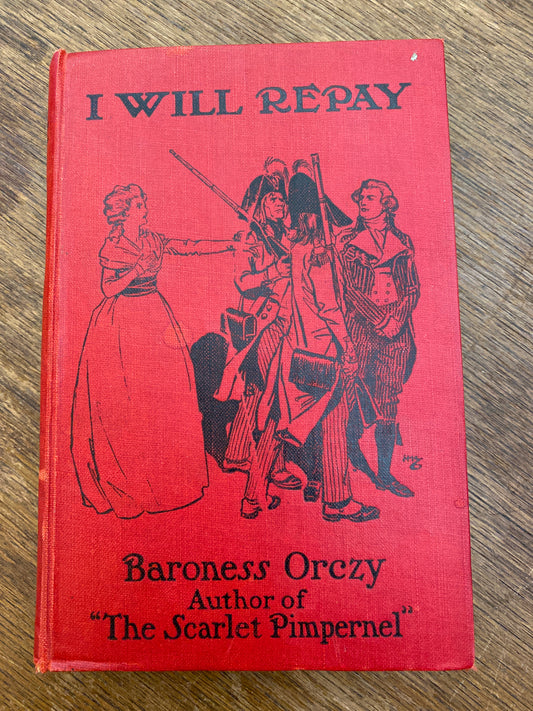 I WILL REPAY
Baroness Orczy
Author of
"The Scarlet Pimpernel"